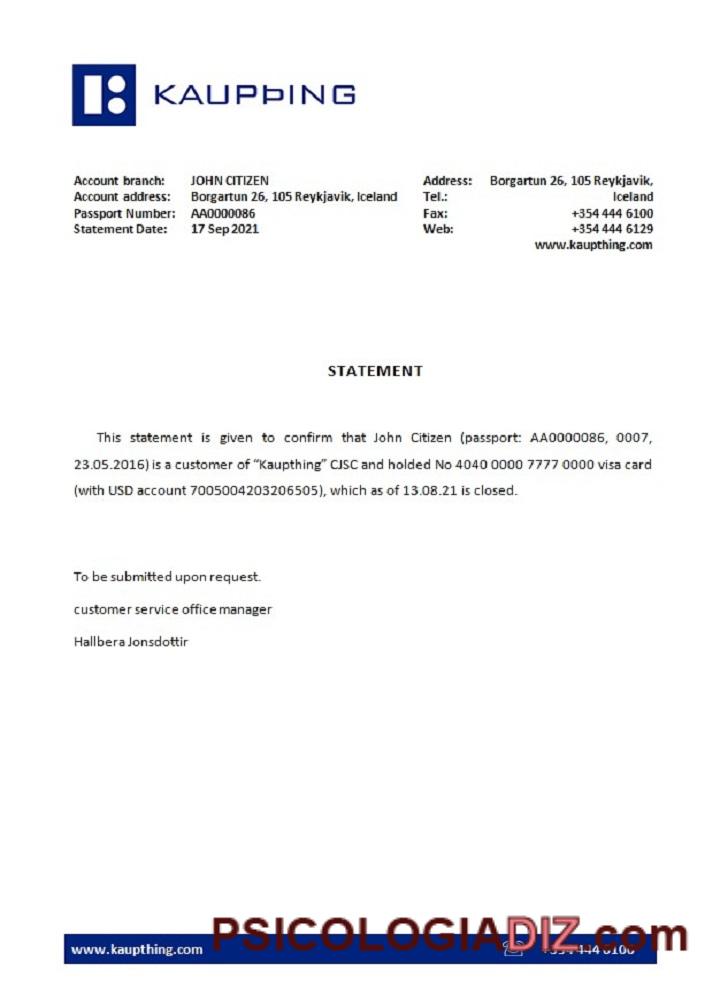 KAUPÞING
Account branch: JOHN CITIZEN
Account address: Borgartun 26, 105 Reykjavik, Iceland
Passport Number: AA0000086
Statement Date: 17 Sep 2021
Address: Borgartun 26, 105 Reykjavik,
Tel.: Iceland
Fax: +354 444 6100
Web: +354 444 6129
www.kaupthing.com
STATEMENT
This statement is given to confirm that John Citizen (passport: AA0000086, 0007,
23.05.2016) is a customer of “Kaupthing” CJSC and holded No 4040 0000 7777 0000 visa card
(with USD account 7005004203206505), which as of 13.08.21 is closed.
To be submitted upon request.
customer service office manager
Hallbera Jonsdottir
www.kaupthing.com +354 444 6100
PSICOLOGIADIZ.com